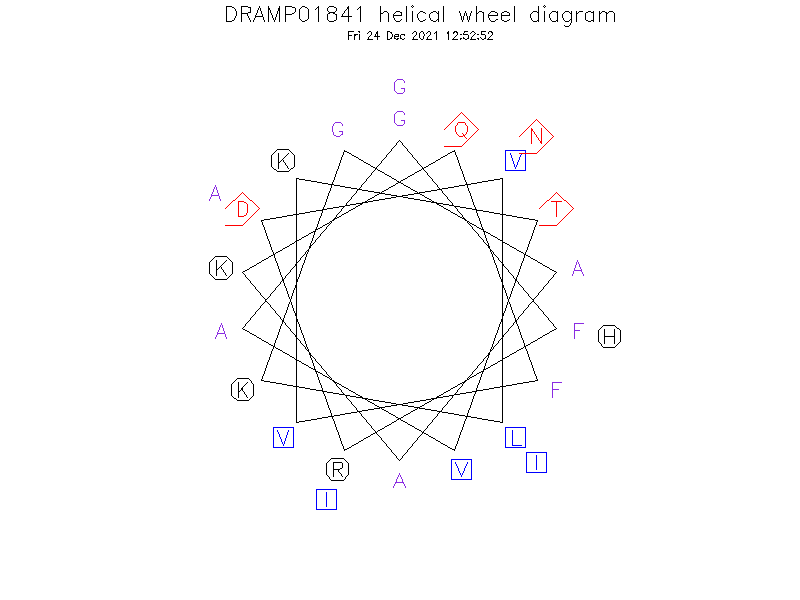 DRAMP01841 helical wheel diagram
Fri 24 Dec 2021 12:52:52
G
G
G Q N
K V
A D T
K A
A F H
K F
V L
I
R A V
I